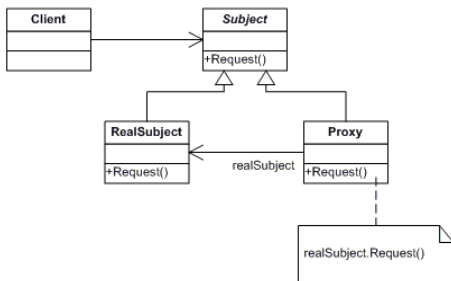 Client
Subject
+Request()
RealSubject
+Request()
realSubject
Proxy
+Request()
realSubject.Request()